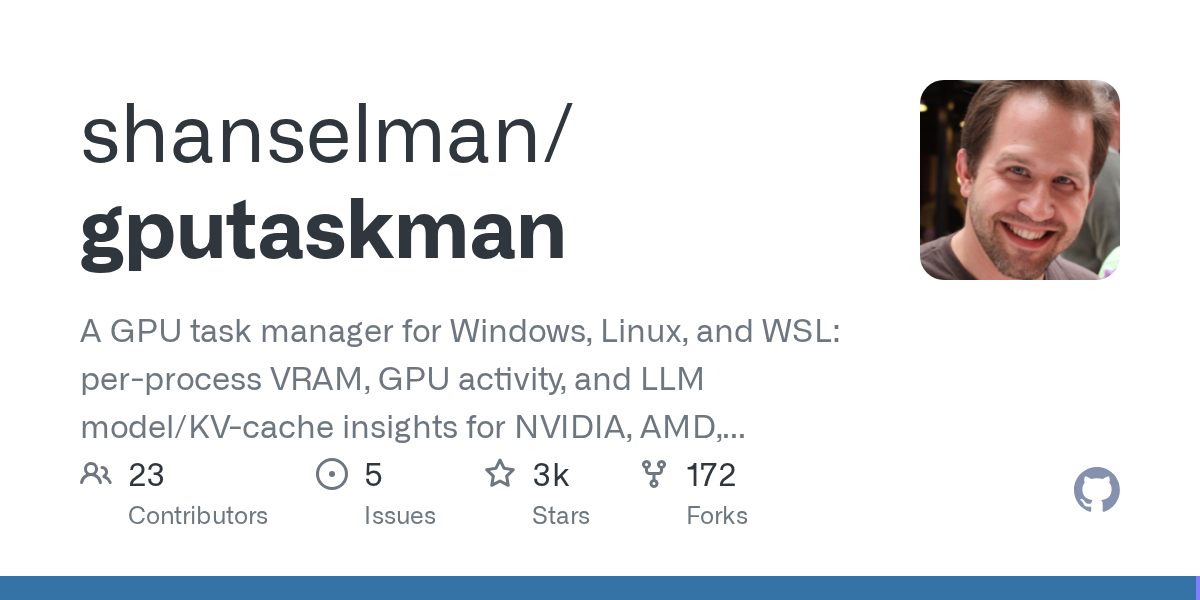 shanselman/
gputaskman
A GPU task manager for Windows, Linux, and WSL:
per-process VRAM, GPU activity, and LLM
model/KV-cache insights for NVIDIA, AMD,...
23
Contributors
5
Issues
3k
Stars
172
Forks